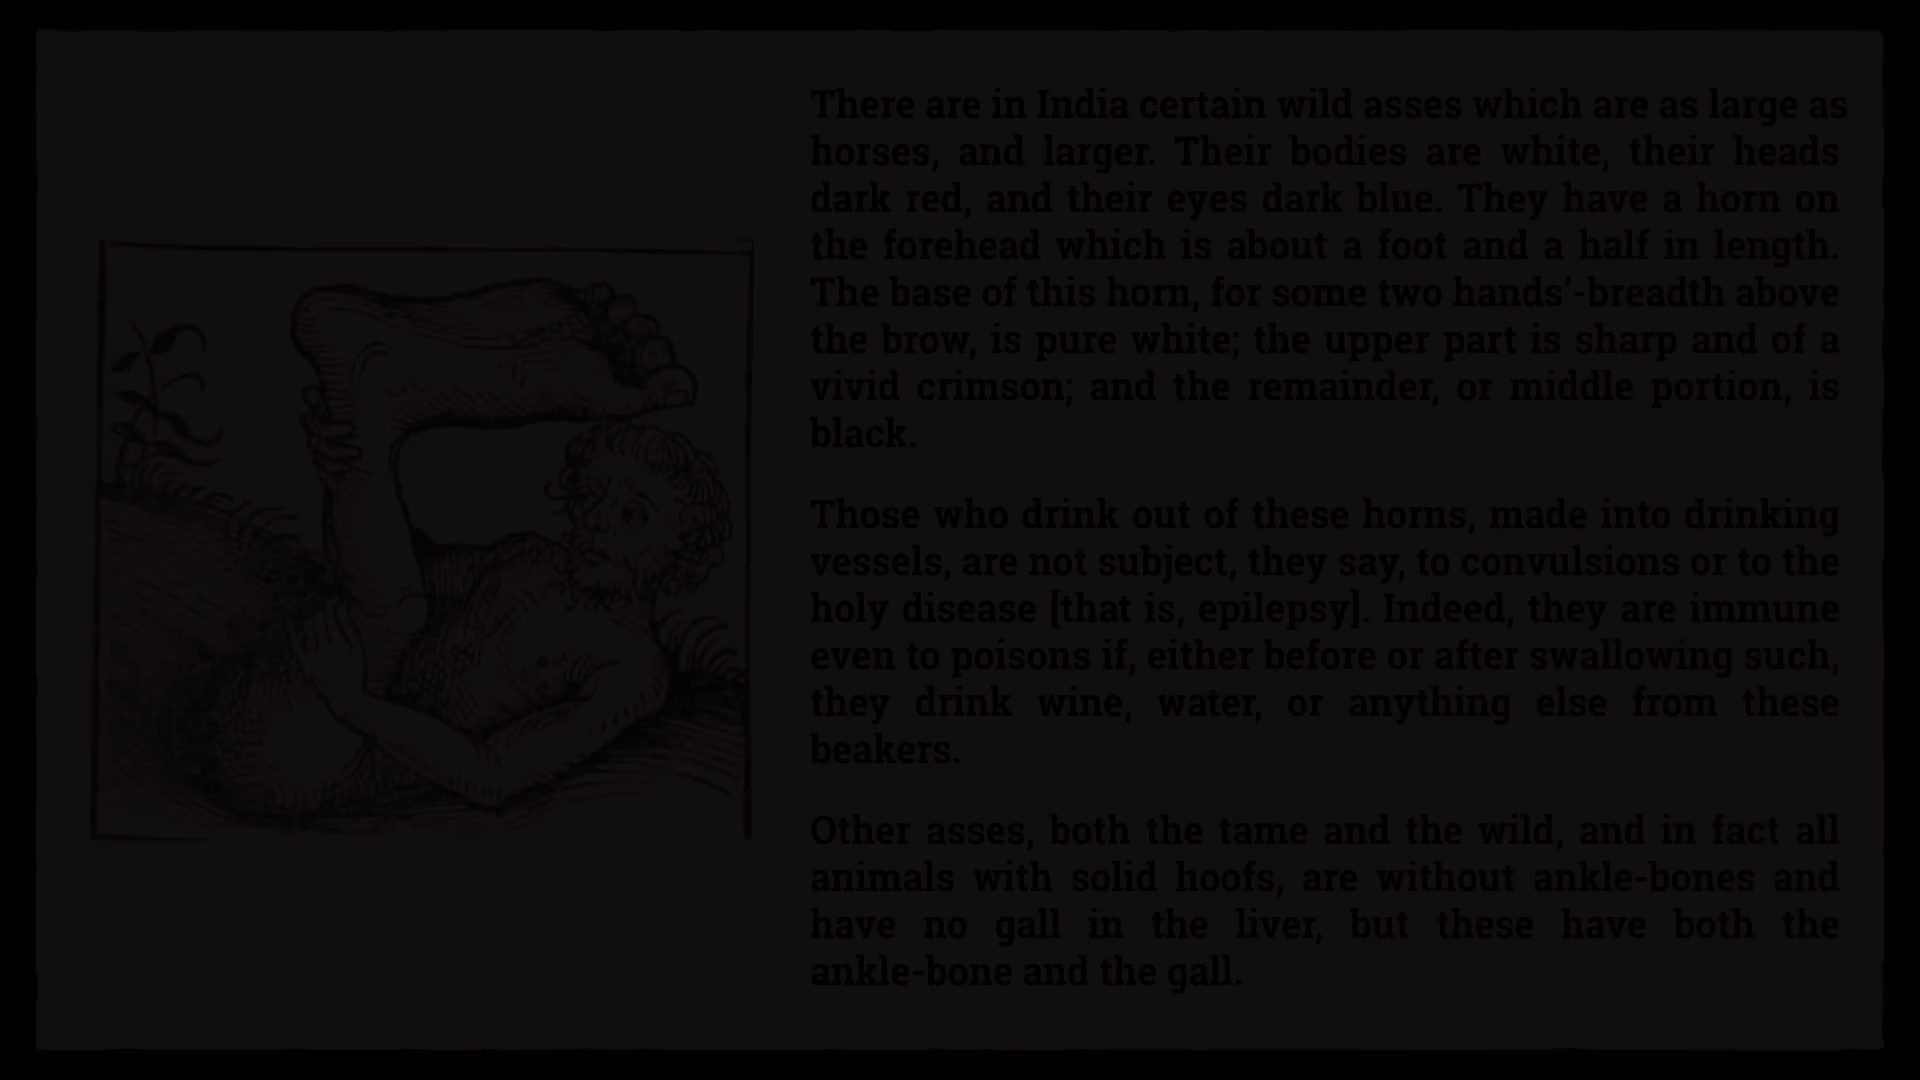 There are in India certain wild asses which are as large as
horses, and larger. Their bodies are white, their heads
dark red, and their eyes dark blue. They have a horn on
the forehead which is about a foot and a half in length.
The base of this horn, for some two hands’-breadth above
the brow, is pure white; the upper part is sharp and of a
vivid crimson; and the remainder, or middle portion, is
black.
Those who drink out of these horns, made into drinking
vessels, are not subject, they say, to convulsions or to the
holy disease [that is, epilepsy]. Indeed, they are immune
even to poisons if, either before or after swallowing such,
they drink wine, water, or anything else from these
beakers.
Other asses, both the tame and the wild, and in fact all
animals with solid hoofs, are without ankle-bones and
have no gall in the liver, but these have both the
ankle-bone and the gall.